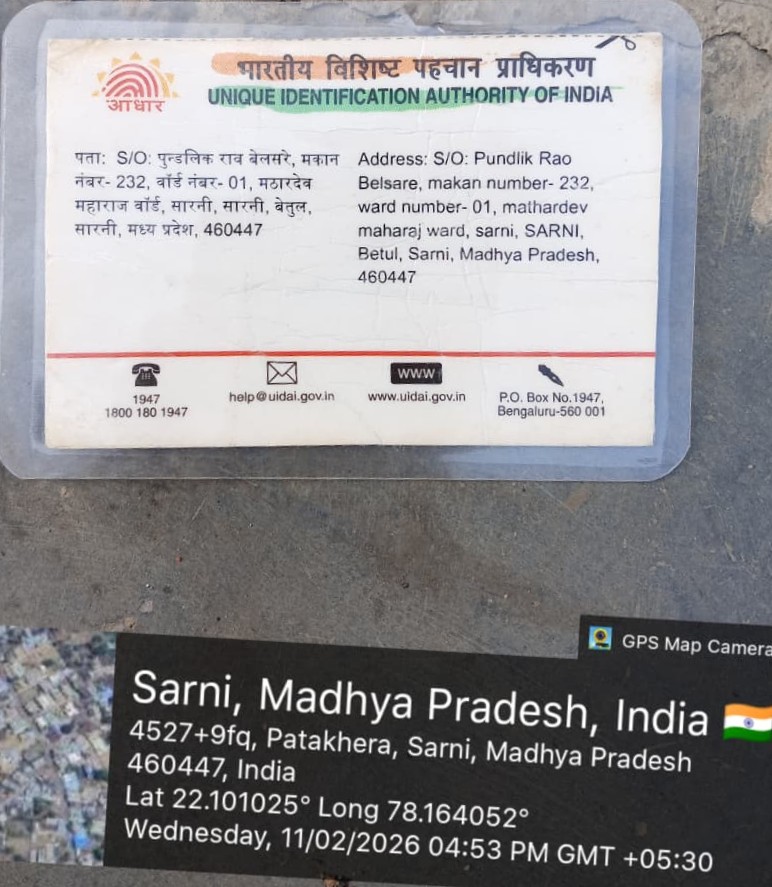 भारतीय विशिष्ट पहचान प्राधिकरण
UNIQUE IDENTIFICATION AUTHORITY OF INDIA
आधार
पता: S/O: पुन्डलिक राव बेलसरे, मकान
नंबर- 232, वॉर्ड नंबर- 01, मठारदेव
महाराज वॉर्ड, सारनी, सारनी, बेतुल,
सारनी, मध्य प्रदेश, 460447
Address: S/O: Pundlik Rao
Belsare, makan number- 232,
ward number- 01, mathardev
maharaj ward, sarni, SARNI,
Betul, Sarni, Madhya Pradesh,
460447
1947
1800 180 1947
help@uidai.gov.in
www
www.uidai.gov.in
P.O. Box No.1947,
Bengaluru-560 001
GPS Map Camera
Sarni, Madhya Pradesh, India
4527+9fq, Patakhera, Sarni, Madhya Pradesh
460447, India
Lat 22.101025° Long 78.164052°
Wednesday, 11/02/2026 04:53 PM GMT +05:30